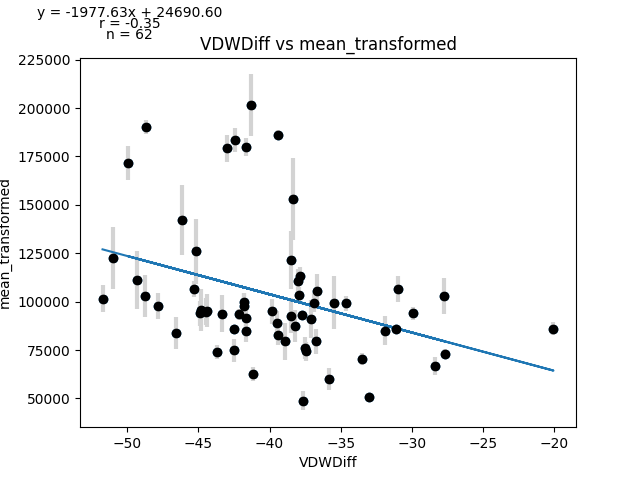 y = -1977.63x + 24690.60
r = -0.35
n = 62
VDWDiff vs mean_transformed
225000
200000
175000
150000
125000
100000
75000
50000
mean_transformed
−50
−45
−40
−35
−30
−25
−20
VDWDiff